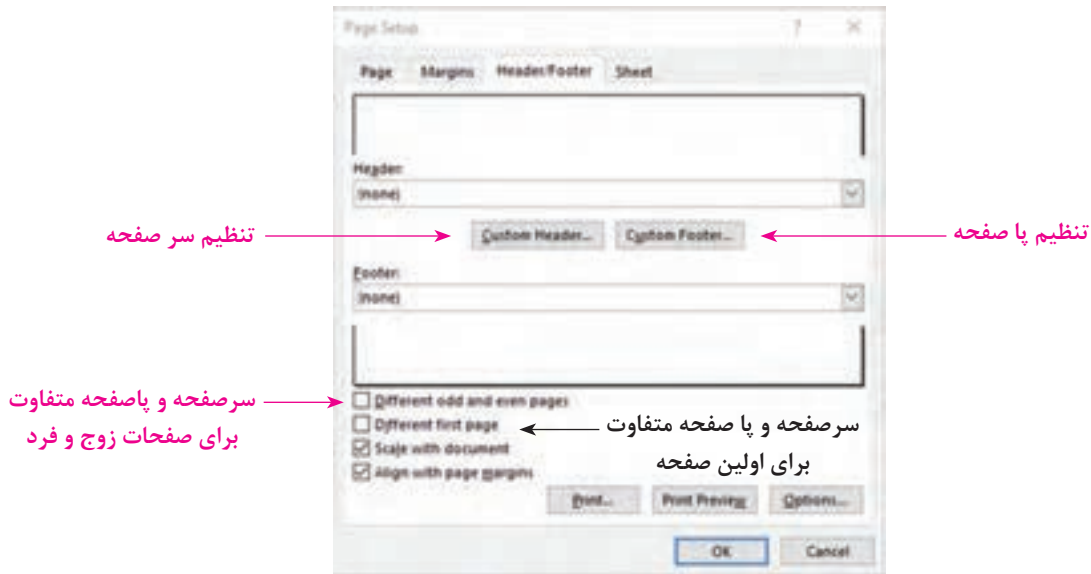 Page Setup
Page Margins Header/Footer Sheet
Header:
(none)
تنظیم سر صفحه
Custom Header... Custom Footer...
تنظیم پا صفحه
Footer:
(none)
سرصفحه و پاصفحه متفاوت
برای صفحات زوج و فرد
Different odd and even pages
Different first page
سرصفحه و پا صفحه متفاوت
برای اولین صفحه
Scale with document
Align with page margins
Print... Print Preview Options...
OK Cancel